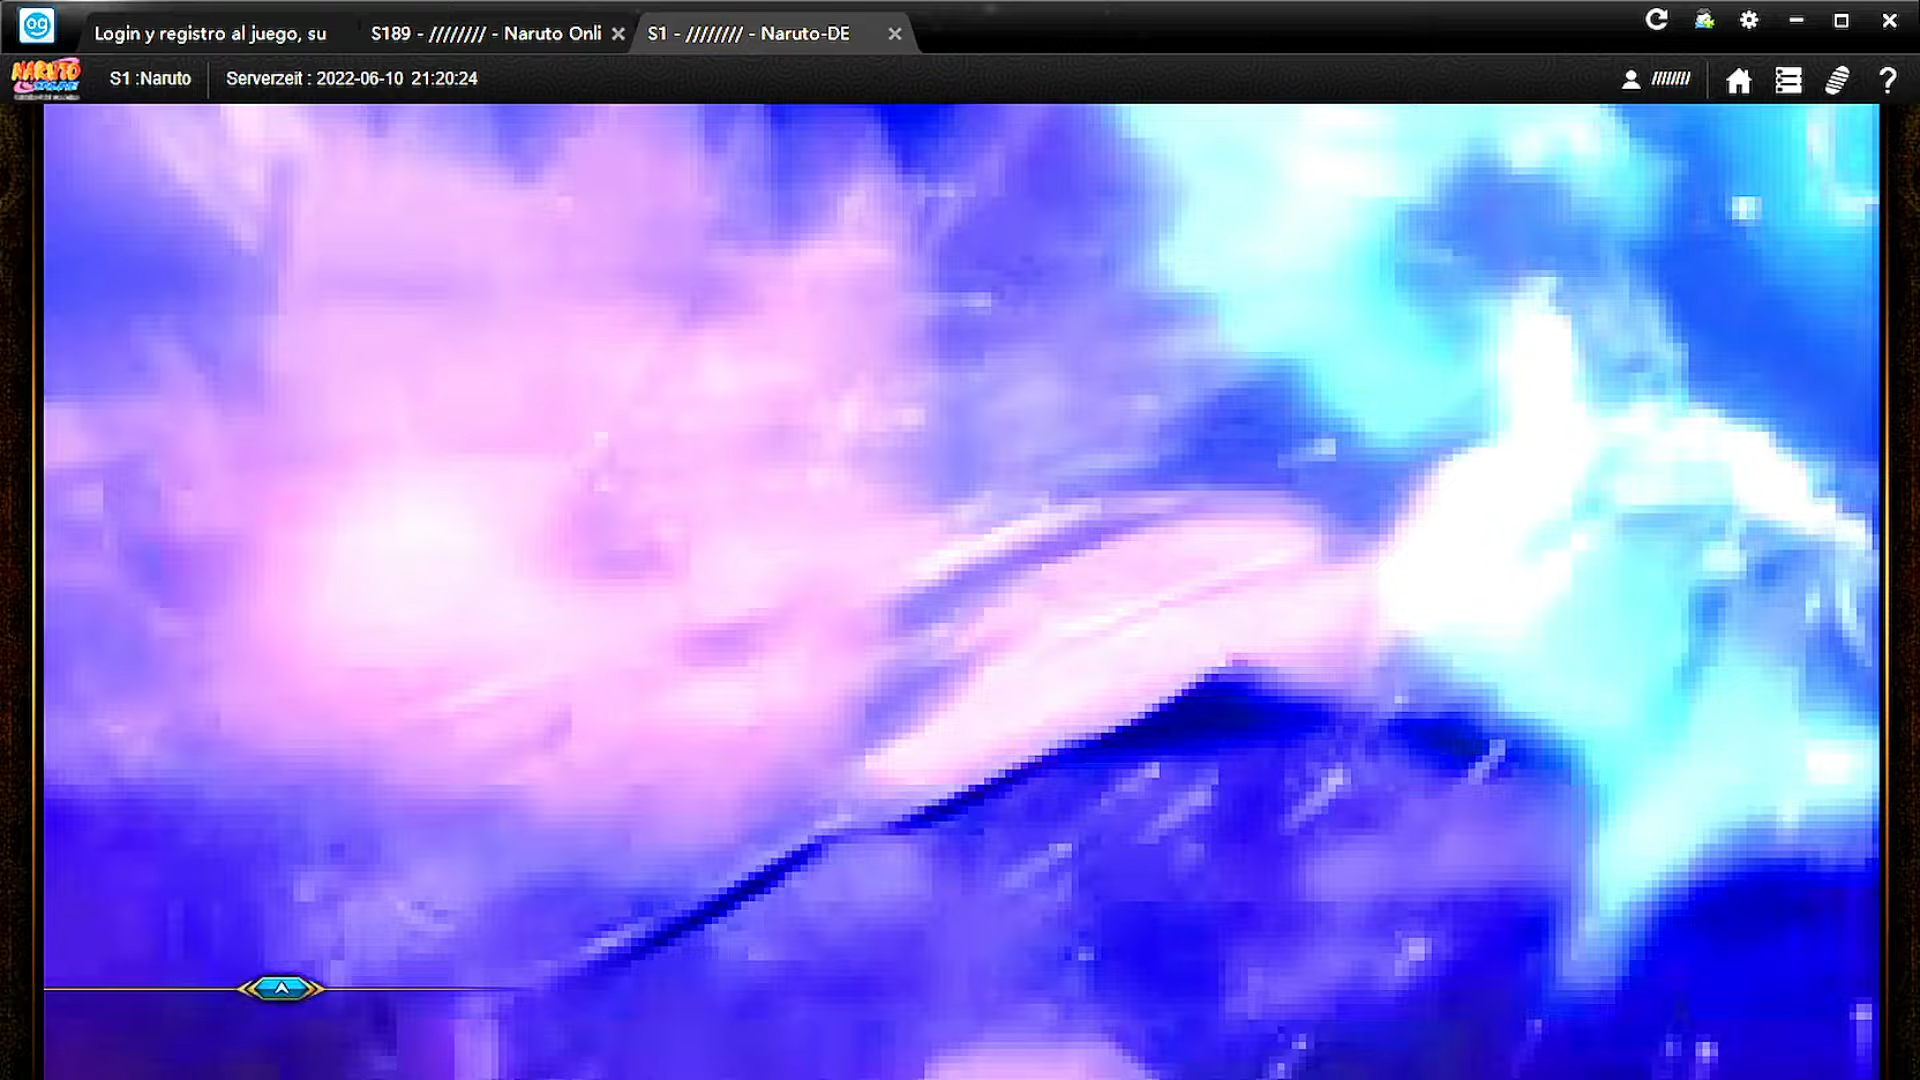 Login y registro al juego, su
S189 - //////// - Naruto Onli
S1 - //////// - Naruto-DE
NARUTO
S1 :Naruto
Serverzeit : 2022-06-10 21:20:24
////////